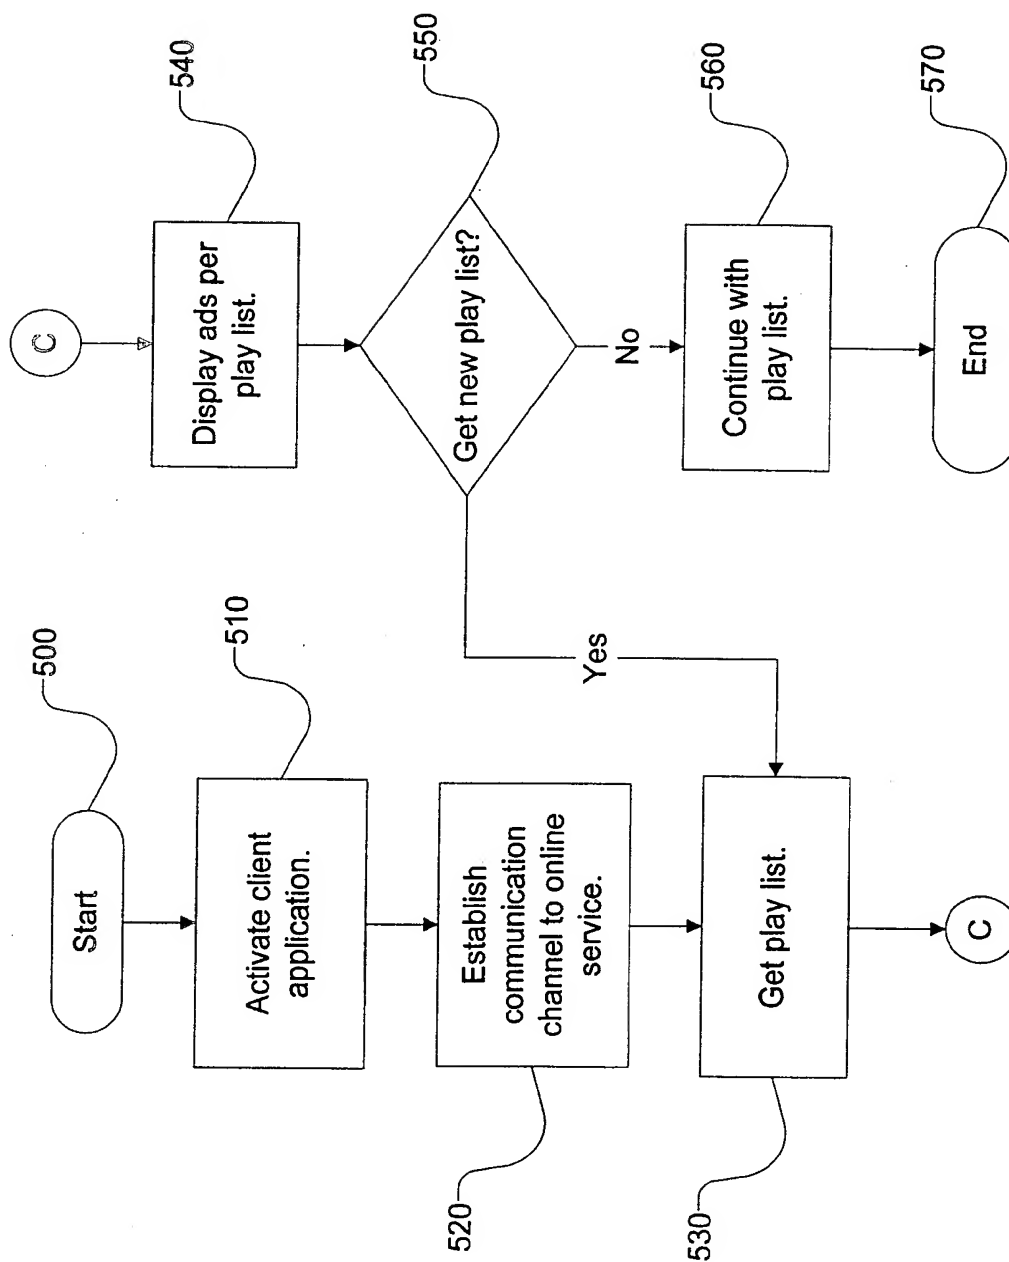 500
Start
510
Activate client
application.
520
Establish
communication
channel to online
service.
530
Get play list.
C
C
540
Display ads per
play list.
550
Get new play list?
Yes
No
560
Continue with
play list.
570
End